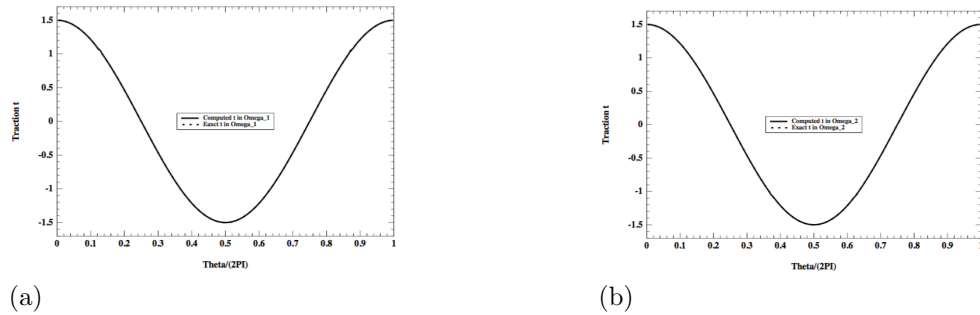 1.5
1
0.5
0
-0.5
-1
-1.5
Traction t
Computed t in Omega_1
Exact t in Omega_1
0 0.1 0.2 0.3 0.4 0.5 0.6 0.7 0.8 0.9 1
Theta/(2PI)
(a)
1.5
1
0.5
0
-0.5
-1
-1.5
Traction t
Computed t in Omega_2
Exact t in Omega_2
0 0.1 0.2 0.3 0.4 0.5 0.6 0.7 0.8 0.9 1
Theta/(2PI)
(b)